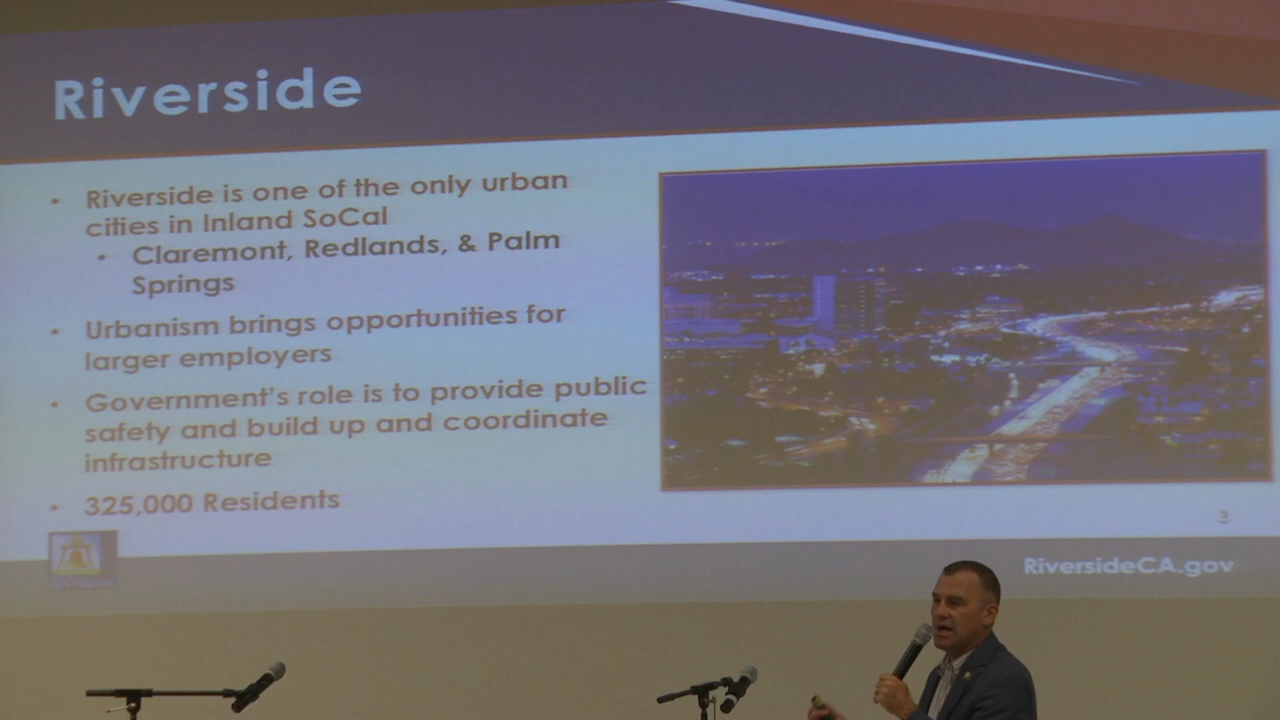 Riverside
• Riverside is one of the only urban
cities in Inland SoCal
• Claremont, Redlands, & Palm
Springs
• Urbanism brings opportunities for
larger employers
• Government's role is to provide public
safety and build up and coordinate
infrastructure
• 325,000 Residents
3
RiversideCA.gov